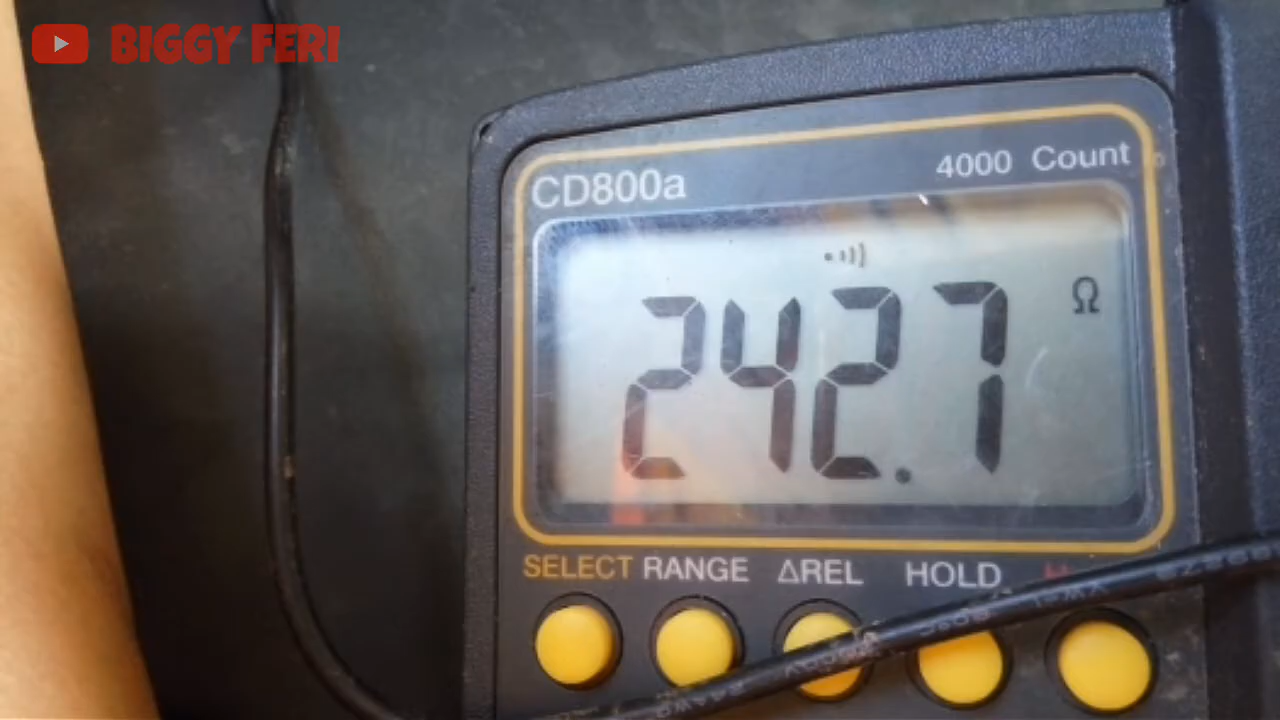 BIGGY FERI
CD800a
4000 Count
242.7 Ω
SELECT RANGE ΔREL HOLD